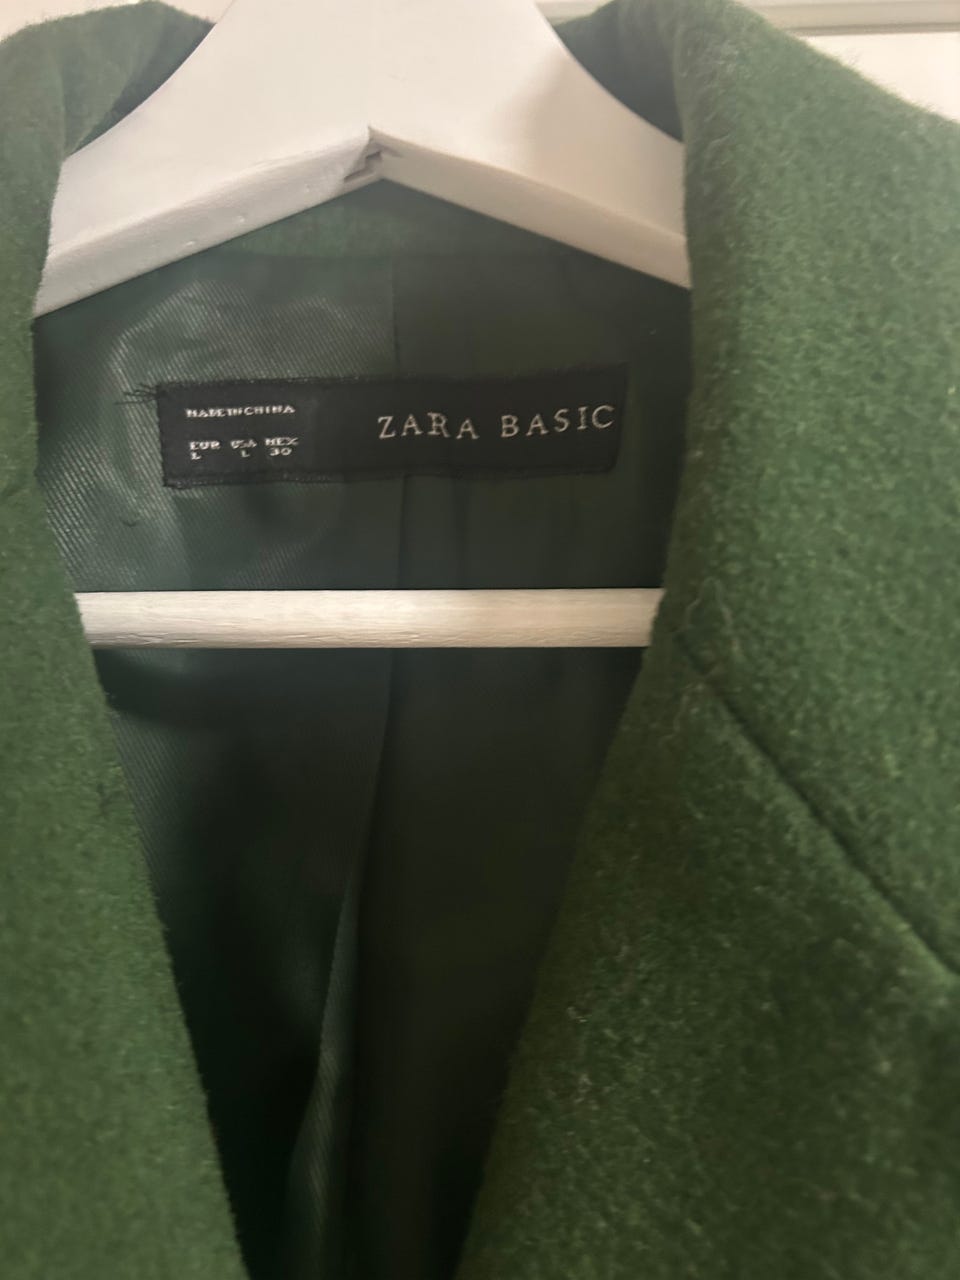 MADE IN CHINA
ZARA BASIC
EUR USA MEX
L L 30